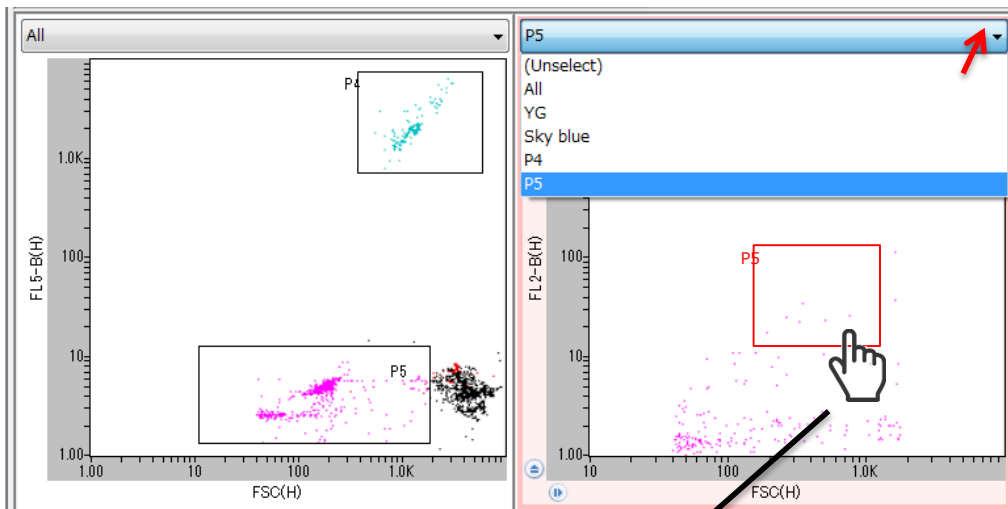 All
P4
1.0K
100
10
1.00
FL5-B(H)
P5
1.00
10
100
1.0K
FSC(H)
P5
(Unselect)
All
YG
Sky blue
P4
P5
100
10
1.00
FL2-B(H)
P5
10
100
1.0K
FSC(H)